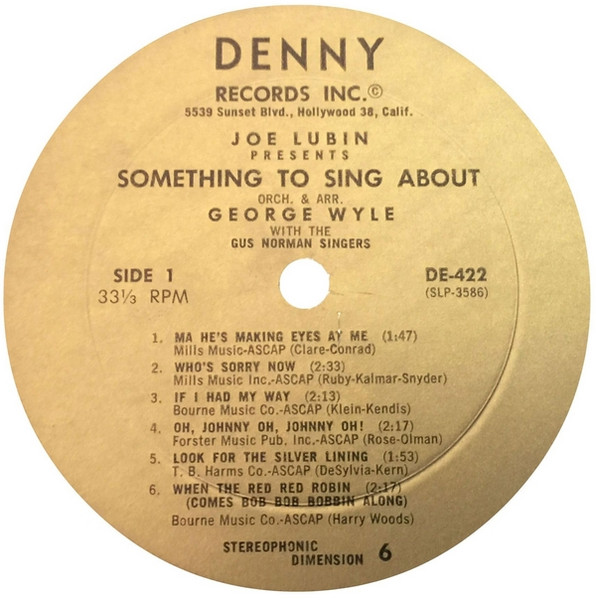 DENNY
RECORDS INC.©
5539 Sunset Blvd., Hollywood 38, Calif.
JOE LUBIN
PRESENTS
SOMETHING TO SING ABOUT
ORCH. & ARR.
GEORGE WYLE
WITH THE
GUS NORMAN SINGERS
SIDE 1
33⅓ RPM
DE-422
(SLP-3586)
1. MA HE'S MAKING EYES AY ME (1:47)
Mills Music-ASCAP (Clare-Conrad)
2. WHO'S SORRY NOW (2:33)
Mills Music Inc.-ASCAP (Ruby-Kalmar-Snyder)
3. IF I HAD MY WAY (2:13)
Bourne Music Co.-ASCAP (Klein-Kendis)
4. OH, JOHNNY OH, JOHNNY OH! (2:17)
Forster Music Pub. Inc.-ASCAP (Rose-Olman)
5. LOOK FOR THE SILVER LINING (1:53)
T. B. Harms Co.-ASCAP (DeSylvia-Kern)
6. WHEN THE RED RED ROBIN (2:17)
(COMES BOB BOB BOBBIN ALONG)
Bourne Music Co.-ASCAP (Harry Woods)
STEREOPHONIC
DIMENSION 6